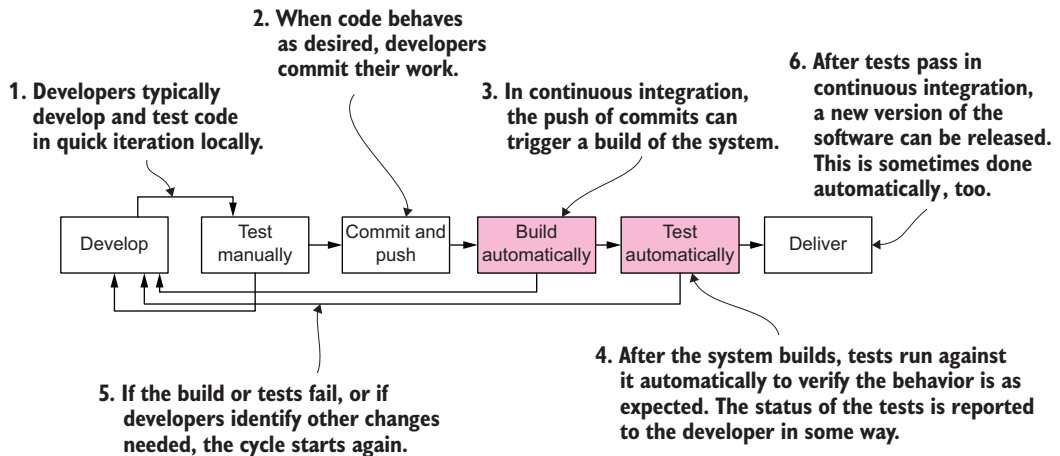 2. When code behaves
as desired, developers
commit their work.
6. After tests pass in
continuous integration,
a new version of the
software can be released.
This is sometimes done
automatically, too.
1. Developers typically
develop and test code
in quick iteration locally.
3. In continuous integration,
the push of commits can
trigger a build of the system.
Develop
Test
manually
Commit and
push
Build
automatically
Test
automatically
Deliver
4. After the system builds, tests run against
it automatically to verify the behavior is as
expected. The status of the tests is reported
to the developer in some way.
5. If the build or tests fail, or if
developers identify other changes
needed, the cycle starts again.